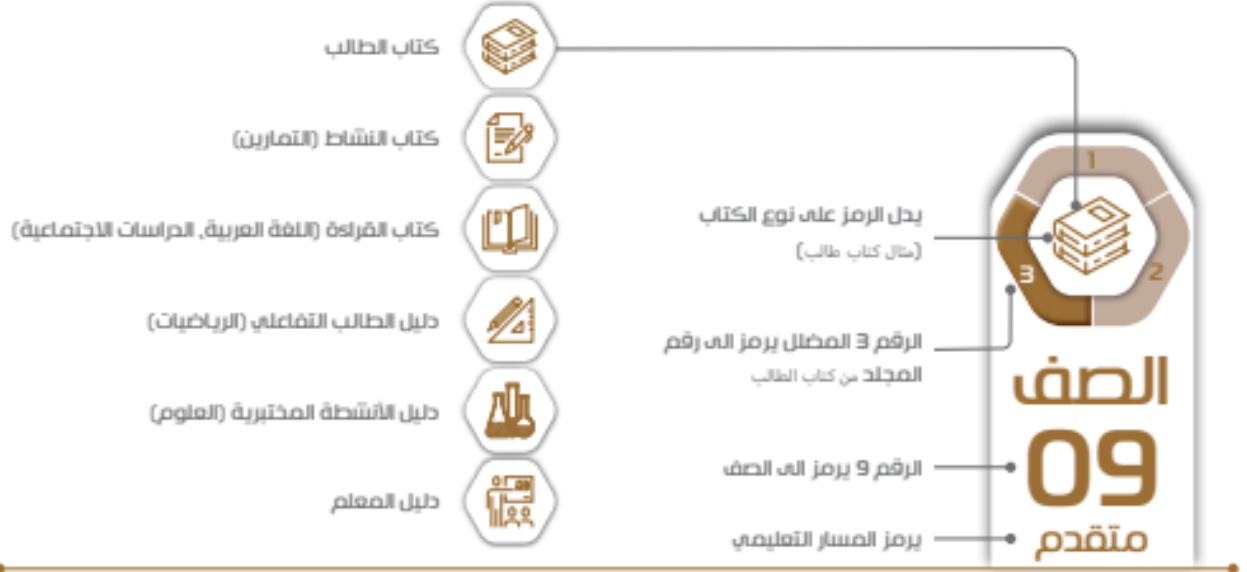 1
2
3
الصف
09
متقدم
يدل الرمز على نوع الكتاب
(مثال كتاب طالب)
الرقم 3 المضلل يرمز الى رقم
المجلد من كتاب الطالب
الرقم 9 يرمز الى الصف
يرمز المسار التعليمي
كتاب الطالب
كتاب النشاط (التمارين)
كتاب القراءة (اللغة العربية، الدراسات الاجتماعية)
دليل الطالب التفاعلي (الرياضيات)
دليل الأنشطة المختبرية (العلوم)
دليل المعلم